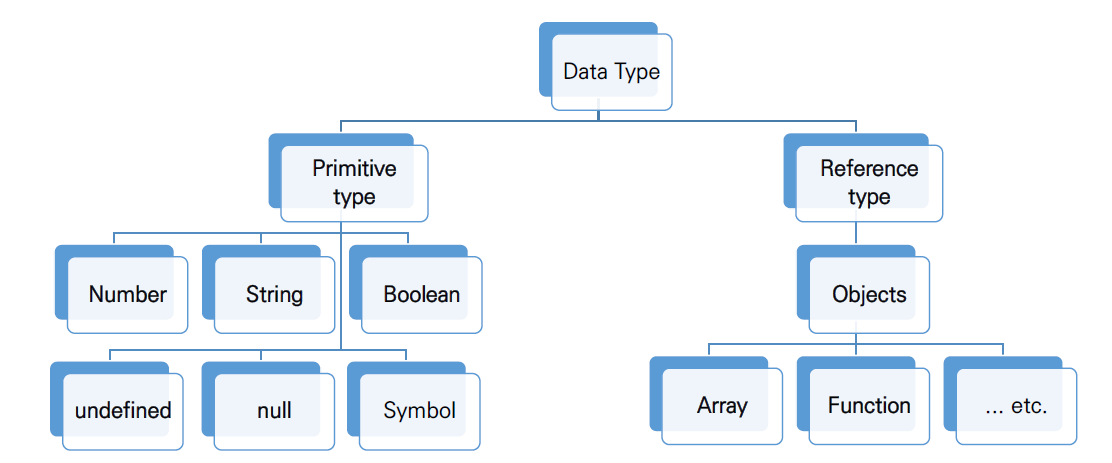 Data Type
Primitive
type
Reference
type
Number
String
Boolean
Objects
undefined
null
Symbol
Array
Function
... etc.